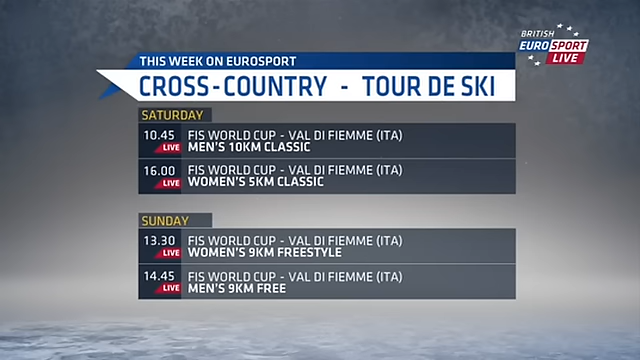 BRITISH
EUROSPORT
LIVE
THIS WEEK ON EUROSPORT
CROSS-COUNTRY - TOUR DE SKI
SATURDAY
10.45 FIS WORLD CUP - VAL DI FIEMME (ITA)
LIVE MEN'S 10KM CLASSIC
16.00 FIS WORLD CUP - VAL DI FIEMME (ITA)
LIVE WOMEN'S 5KM CLASSIC
SUNDAY
13.30 FIS WORLD CUP - VAL DI FIEMME (ITA)
LIVE WOMEN'S 9KM FREESTYLE
14.45 FIS WORLD CUP - VAL DI FIEMME (ITA)
LIVE MEN'S 9KM FREE